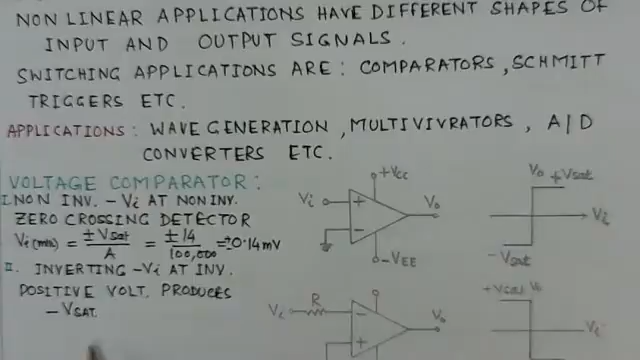 NON LINEAR APPLICATIONS HAVE DIFFERENT SHAPES OF
INPUT AND OUTPUT SIGNALS.
SWITCHING APPLICATIONS ARE: COMPARATORS, SCHMITT
TRIGGERS ETC.
APPLICATIONS: WAVE GENERATION, MULTIVIVRATORS, A/D
CONVERTERS ETC.
VOLTAGE COMPARATOR:
I. NON INV. - Vi AT NON INV.
ZERO CROSSING DETECTOR
Vi(min) = ±Vsat / A = ±14 / 100,000 = ±0.14mV
II. INVERTING - Vi AT INV.
POSITIVE VOLT. PRODUCES
- VSAT.
+VCC
Vi
+
-
Vo
-VEE
Vo
+Vsat
Vi
-Vsat
Vi
R
-
+
Vo
Vo
Vi